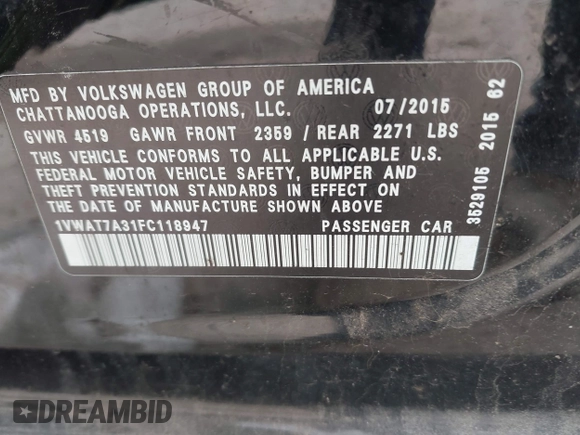 MFD BY VOLKSWAGEN GROUP OF AMERICA
CHATTANOOGA OPERATIONS, LLC. 07/2015
GVWR 4519 GAWR FRONT 2359 / REAR 2271 LBS
THIS VEHICLE CONFORMS TO ALL APPLICABLE U.S.
FEDERAL MOTOR VEHICLE SAFETY, BUMPER AND
THEFT PREVENTION STANDARDS IN EFFECT ON
THE DATE OF MANUFACTURE SHOWN ABOVE
1VWAT7A31FC118947 PASSENGER CAR
3529105 2015 62
DREAMBID